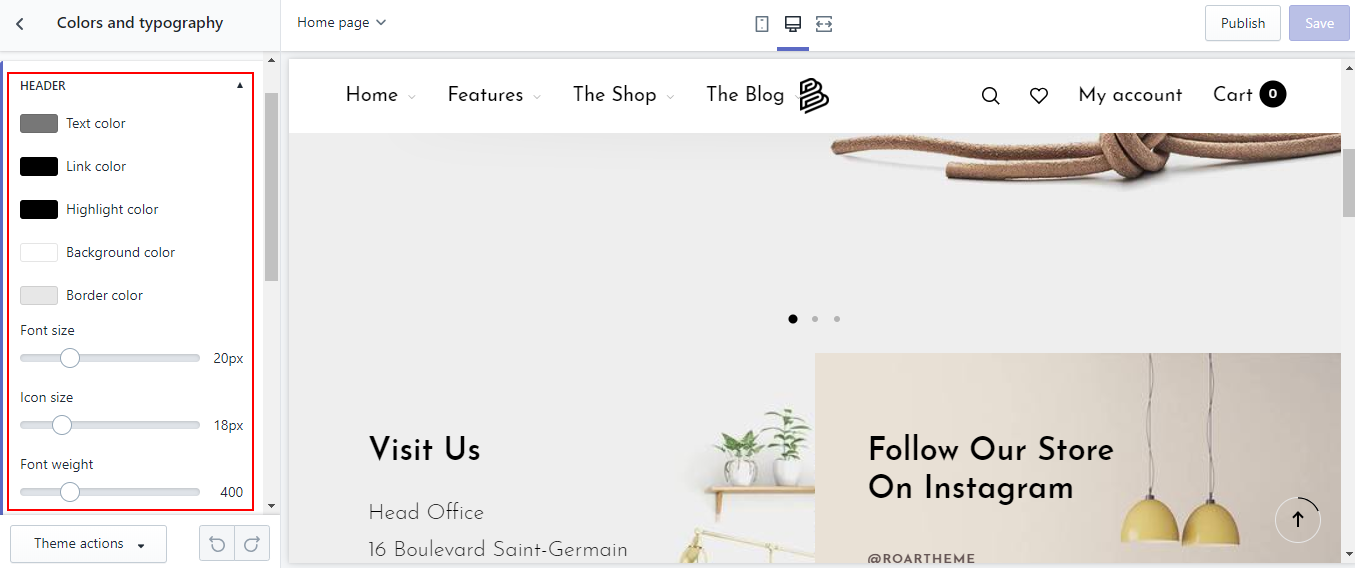 Colors and typography
Home page
Publish
Save
HEADER
Text color
Link color
Highlight color
Background color
Border color
Font size
20px
Icon size
18px
Font weight
400
Theme actions
Home
Features
The Shop
The Blog
My account
Cart 0
Visit Us
Head Office
16 Boulevard Saint-Germain
Follow Our Store
On Instagram
@ROARTHEME